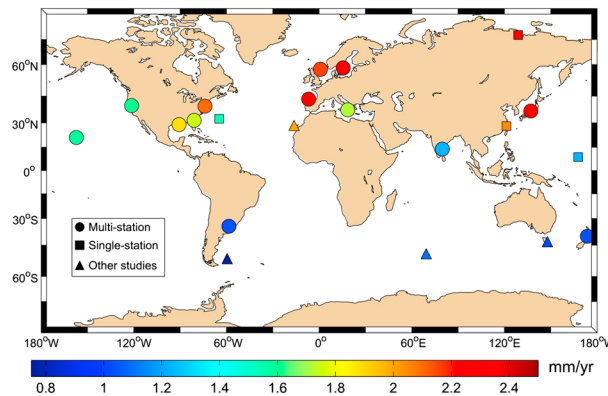 60°N
30°N
0°
30°S
60°S
Multi-station
Single-station
Other studies
180°W 120°W 60°W 0° 60°E 120°E 180°W
0.8 1 1.2 1.4 1.6 1.8 2 2.2 2.4 mm/yr